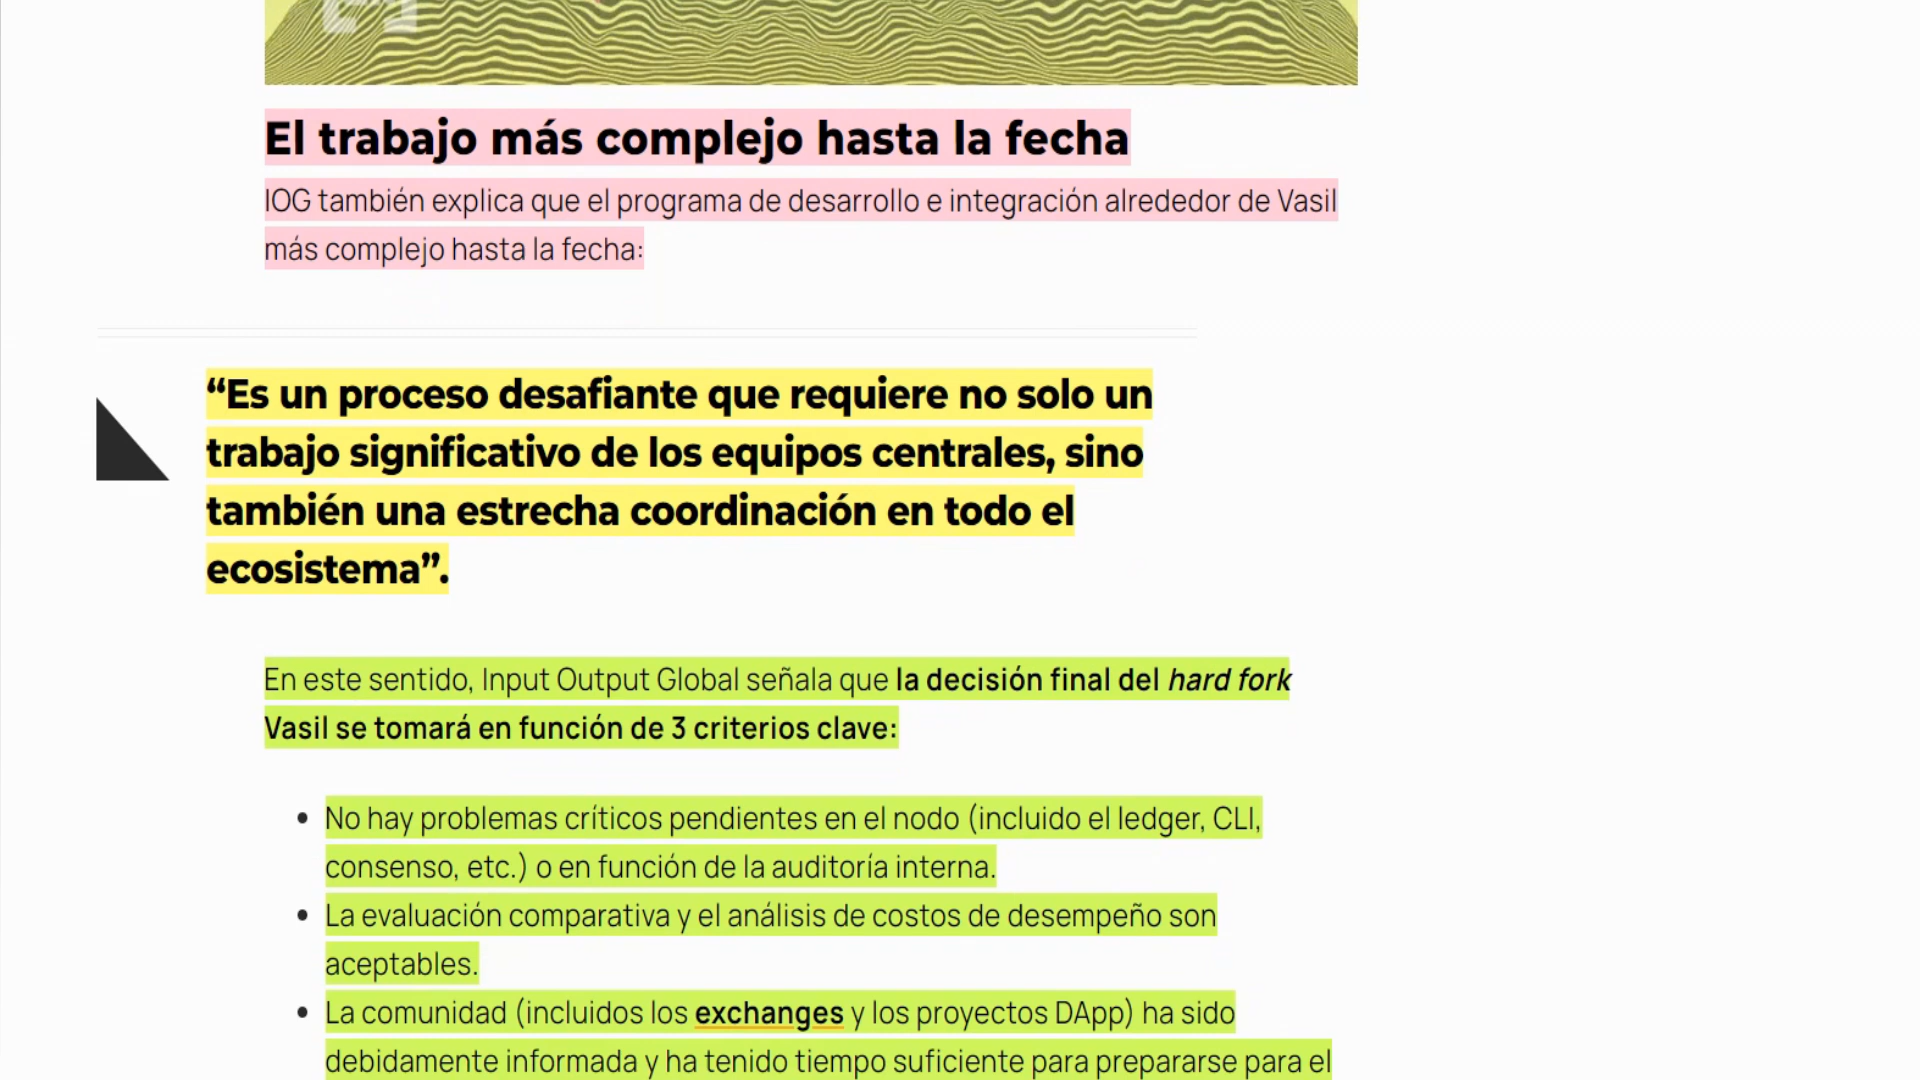 El trabajo más complejo hasta la fecha
IOG también explica que el programa de desarrollo e integración alrededor de Vasil
más complejo hasta la fecha:
“Es un proceso desafiante que requiere no solo un
trabajo significativo de los equipos centrales, sino
también una estrecha coordinación en todo el
ecosistema”.
En este sentido, Input Output Global señala que la decisión final del hard fork
Vasil se tomará en función de 3 criterios clave:
• No hay problemas críticos pendientes en el nodo (incluido el ledger, CLI,
consenso, etc.) o en función de la auditoría interna.
• La evaluación comparativa y el análisis de costos de desempeño son
aceptables.
• La comunidad (incluidos los exchanges y los proyectos DApp) ha sido
debidamente informada y ha tenido tiempo suficiente para prepararse para el